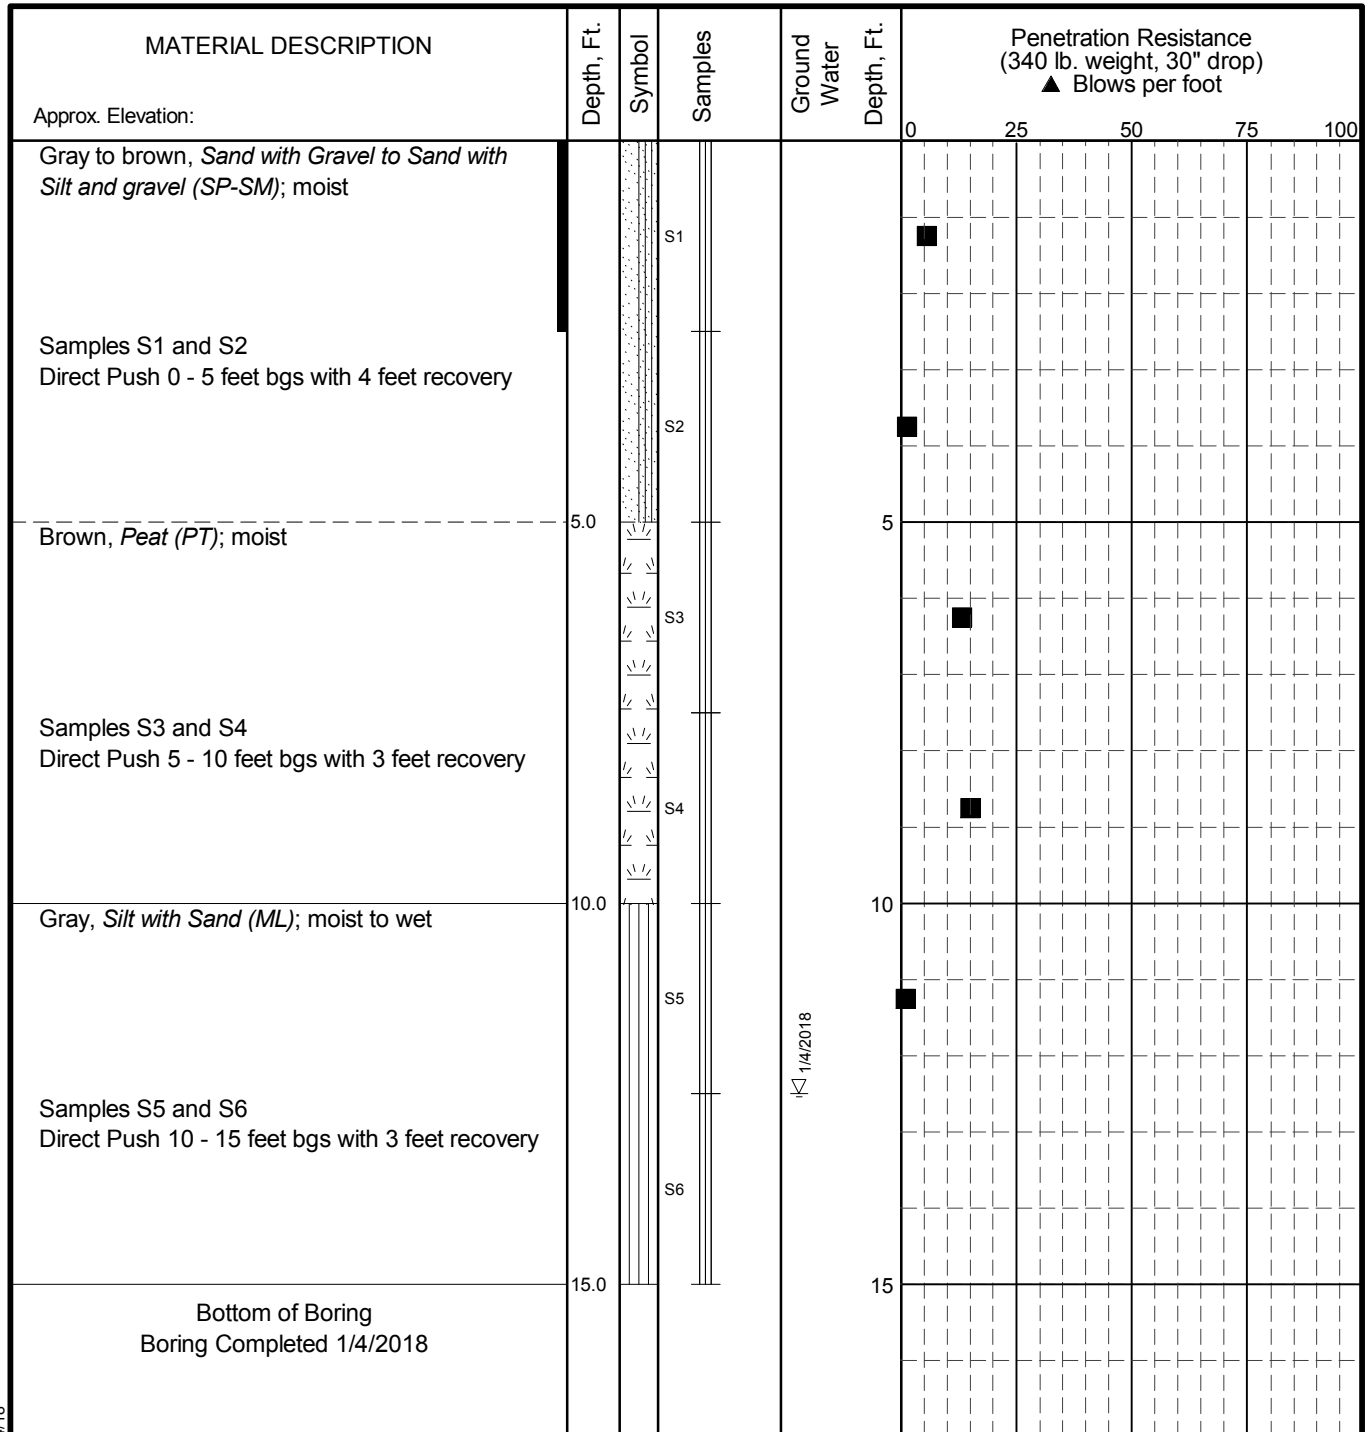 MATERIAL DESCRIPTION
Approx. Elevation:
Depth, Ft.
Symbol
Samples
Ground
Water
Depth, Ft.
Penetration Resistance
(340 lb. weight, 30" drop)
▲ Blows per foot
0 25 50 75 100
Gray to brown, Sand with Gravel to Sand with
Silt and gravel (SP-SM); moist
S1
Samples S1 and S2
Direct Push 0 - 5 feet bgs with 4 feet recovery
S2
5.0
5
Brown, Peat (PT); moist
S3
Samples S3 and S4
Direct Push 5 - 10 feet bgs with 3 feet recovery
S4
10.0
10
Gray, Silt with Sand (ML); moist to wet
S5
1/4/2018
Samples S5 and S6
Direct Push 10 - 15 feet bgs with 3 feet recovery
S6
15.0
15
Bottom of Boring
Boring Completed 1/4/2018